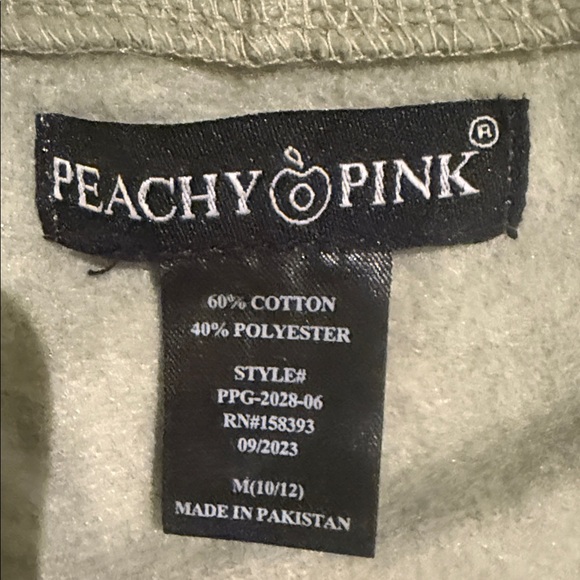 PEACHY PINK ®
60% COTTON
40% POLYESTER
STYLE#
PPG-2028-06
RN#158393
09/2023
M(10/12)
MADE IN PAKISTAN